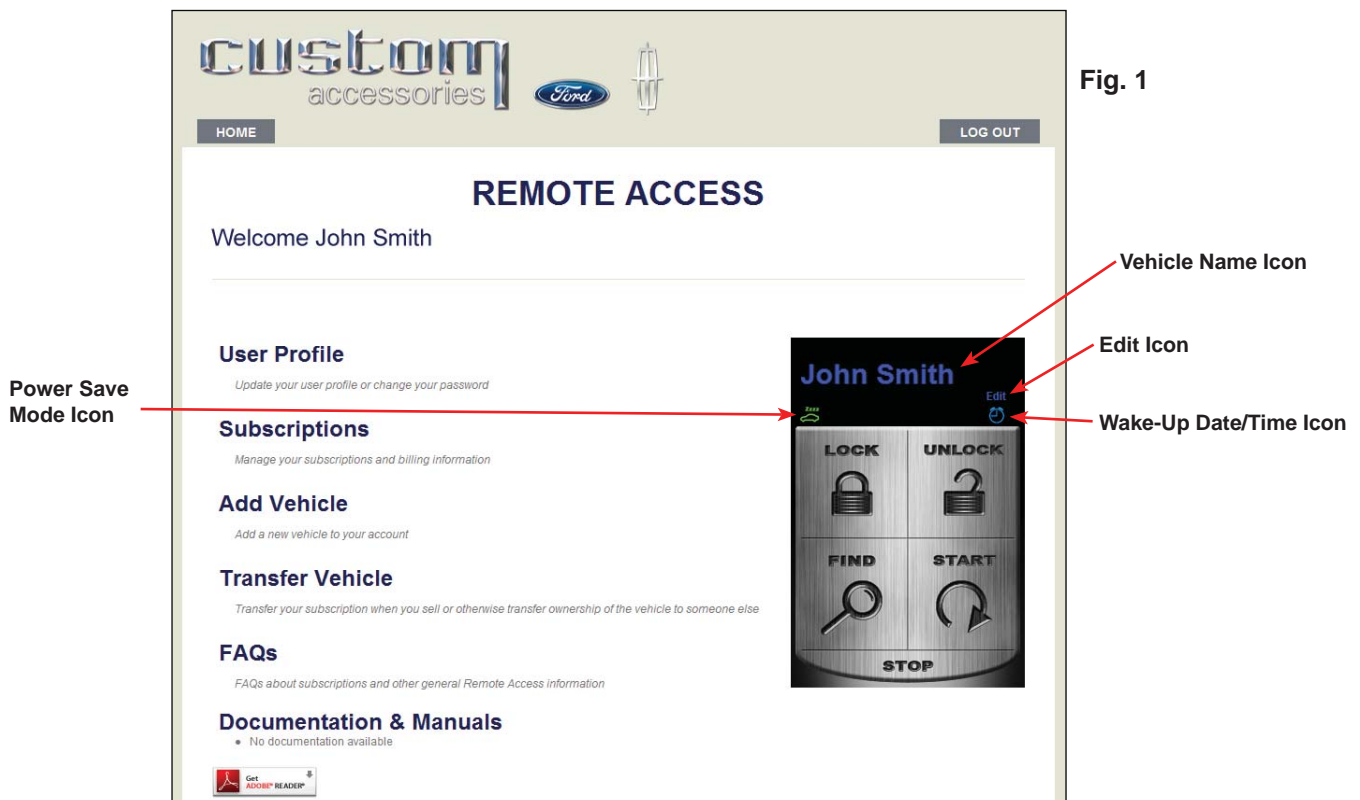 custom
accessories
Ford
Fig. 1
HOME
LOG OUT
REMOTE ACCESS
Welcome John Smith
Vehicle Name Icon
Edit Icon
Wake-Up Date/Time Icon
Power Save
Mode Icon
User Profile
Update your user profile or change your password
Subscriptions
Manage your subscriptions and billing information
Add Vehicle
Add a new vehicle to your account
Transfer Vehicle
Transfer your subscription when you sell or otherwise transfer ownership of the vehicle to someone else
FAQs
FAQs about subscriptions and other general Remote Access information
Documentation & Manuals
• No documentation available
Get
ADOBE® READER®
John Smith
Edit
Zzzz
LOCK
UNLOCK
FIND
START
STOP